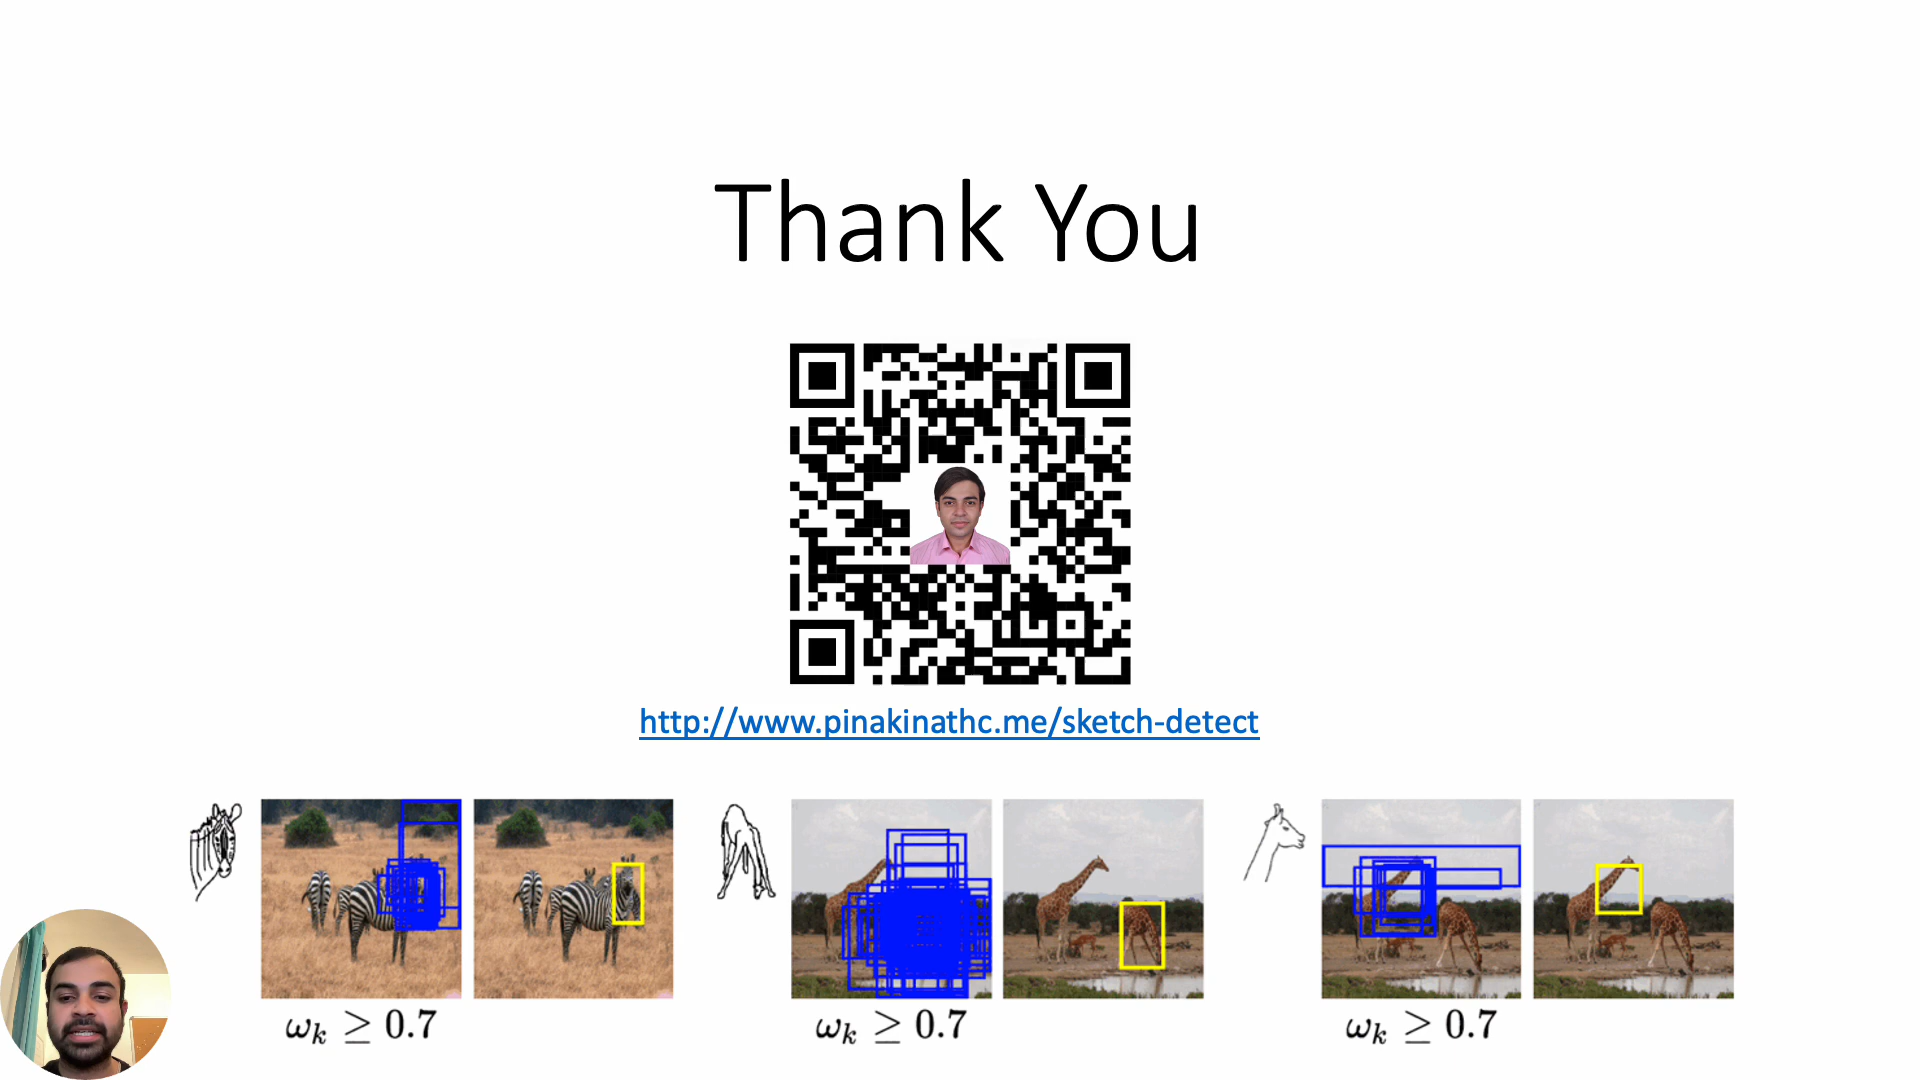 Thank You
http://www.pinakinathc.me/sketch-detect
ωₖ ≥ 0.7
ωₖ ≥ 0.7
ωₖ ≥ 0.7